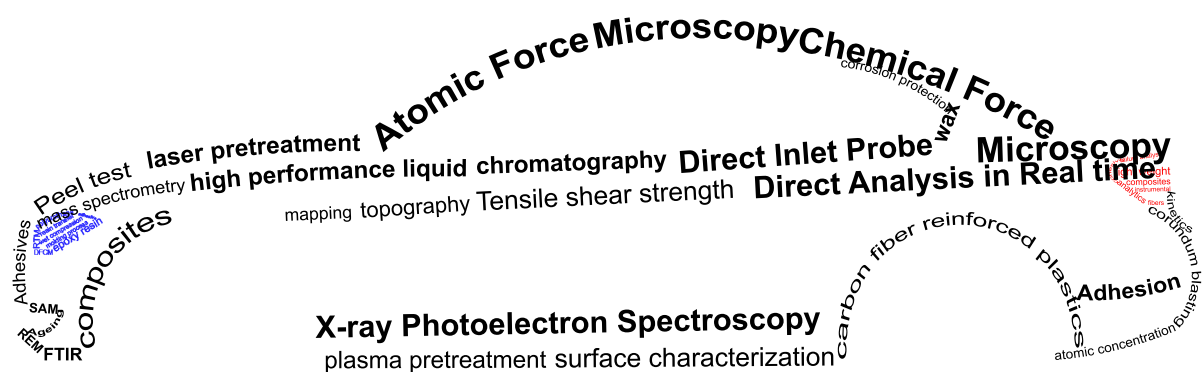 Atomic Force Microscopy Chemical Force Microscopy
corrosion protection
wax
Peel test laser pretreatment
mass spectrometry high performance liquid chromatography Direct Inlet Probe
mapping topography Tensile shear strength Direct Analysis in Real time
Adhesives
epoxy resin
composites
SAM
Ageing
REM
FTIR
X-ray Photoelectron Spectroscopy
plasma pretreatment surface characterization
carbon fiber reinforced plastics
Adhesion
composites
instrumental
analytics fibers
kinetics
corundum blasting
atomic concentration